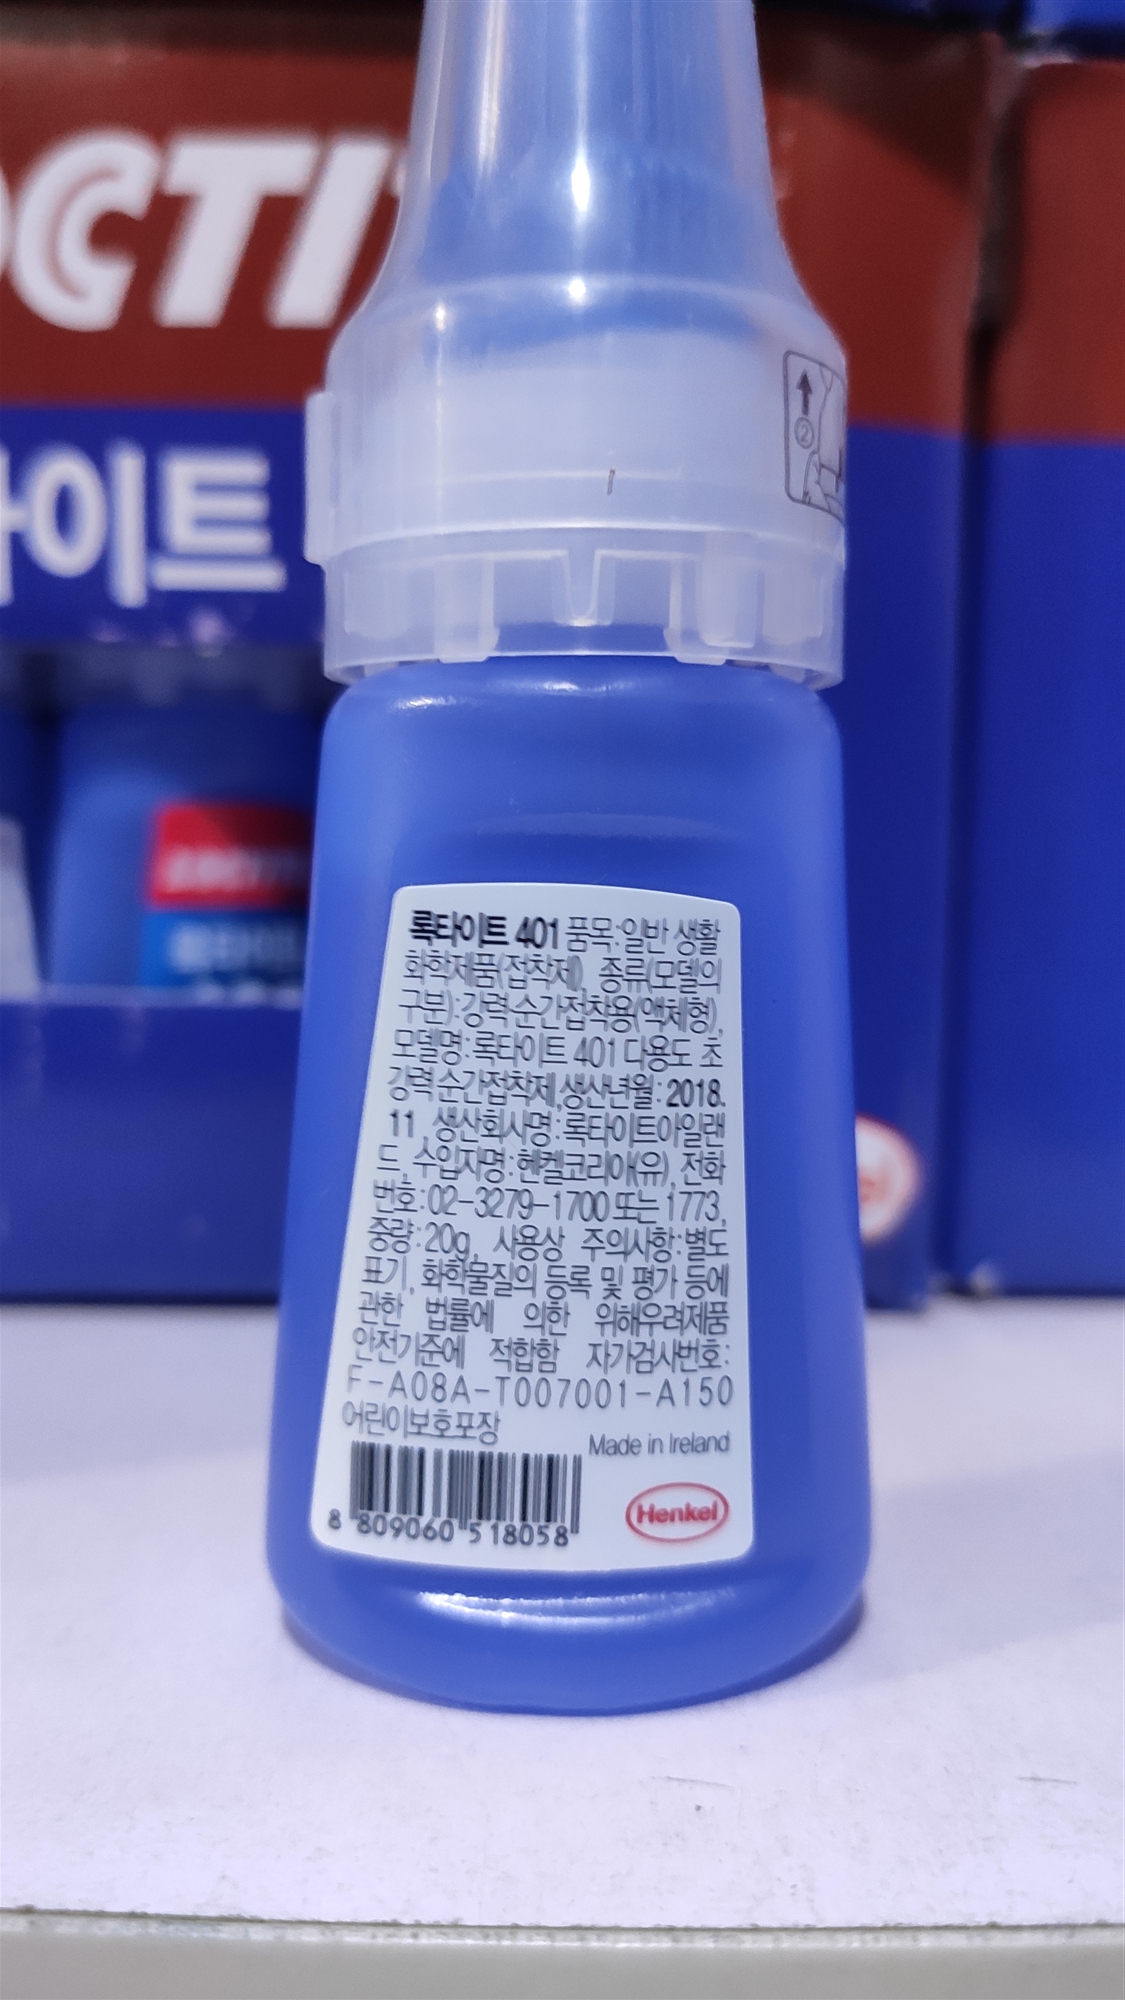 CTI
이트
②
록타이트 401 품목:일반 생활
화학제품(접착제), 종류(모델의
구분):강력순간접착용(액체형),
모델명:록타이트 401 다용도 초
강력 순간접착제,생산년월: 2018.
11, 생산회사명:록타이트아일랜
드, 수입자명:헨켈코리아(유), 전화
번호:02-3279-1700 또는 1773,
중량:20g, 사용상 주의사항:별도
표기, 화학물질의 등록 및 평가 등에
관한 법률에 의한 위해우려제품
안전기준에 적합함 자가검사번호:
F-A08A-T007001-A150
어린이보호포장
Made in Ireland
Henkel
8 809060 518058